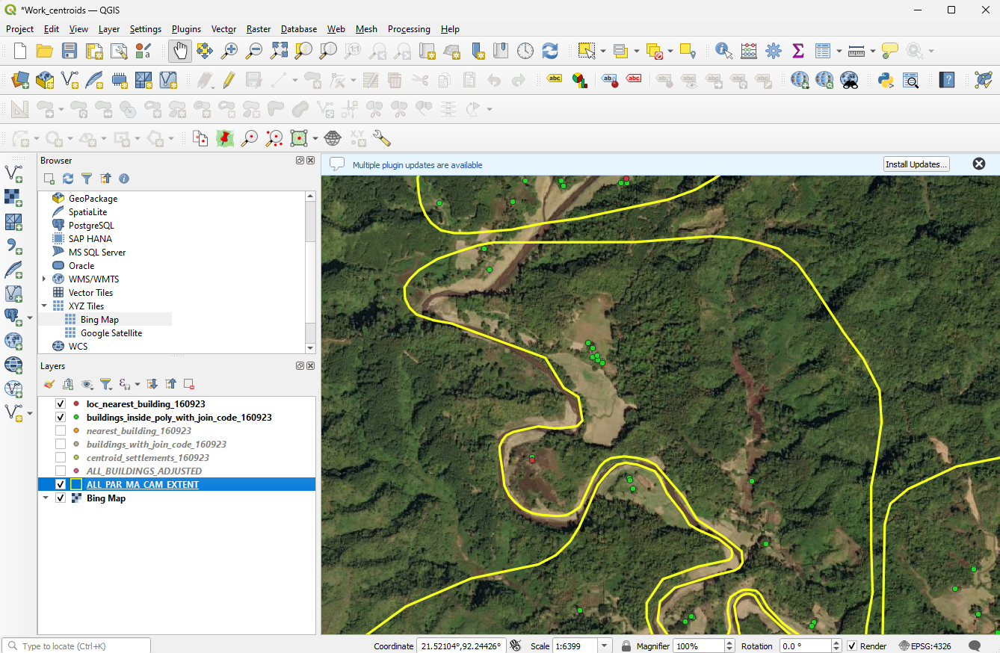 *Work_centroids — QGIS
Project Edit View Layer Settings Plugins Vector Raster Database Web Mesh Processing Help
abc abc abc
Browser
GeoPackage
SpatiaLite
PostgreSQL
SAP HANA
MS SQL Server
Oracle
WMS/WMTS
Vector Tiles
XYZ Tiles
Bing Map
Google Satellite
WCS
Multiple plugin updates are available
Install Updates...
Layers
loc_nearest_building_160923
buildings_inside_poly_with_join_code_160923
nearest_building_160923
buildings_with_join_code_160923
centroid_settlements_160923
ALL_BUILDINGS_ADJUSTED
ALL_PAR_MA_CAM_EXTENT
Bing Map
Type to locate (Ctrl+K)
Coordinate 21.52104°,92.24426° Scale 1:6399 Magnifier 100% Rotation 0.0 ° Render EPSG:4326